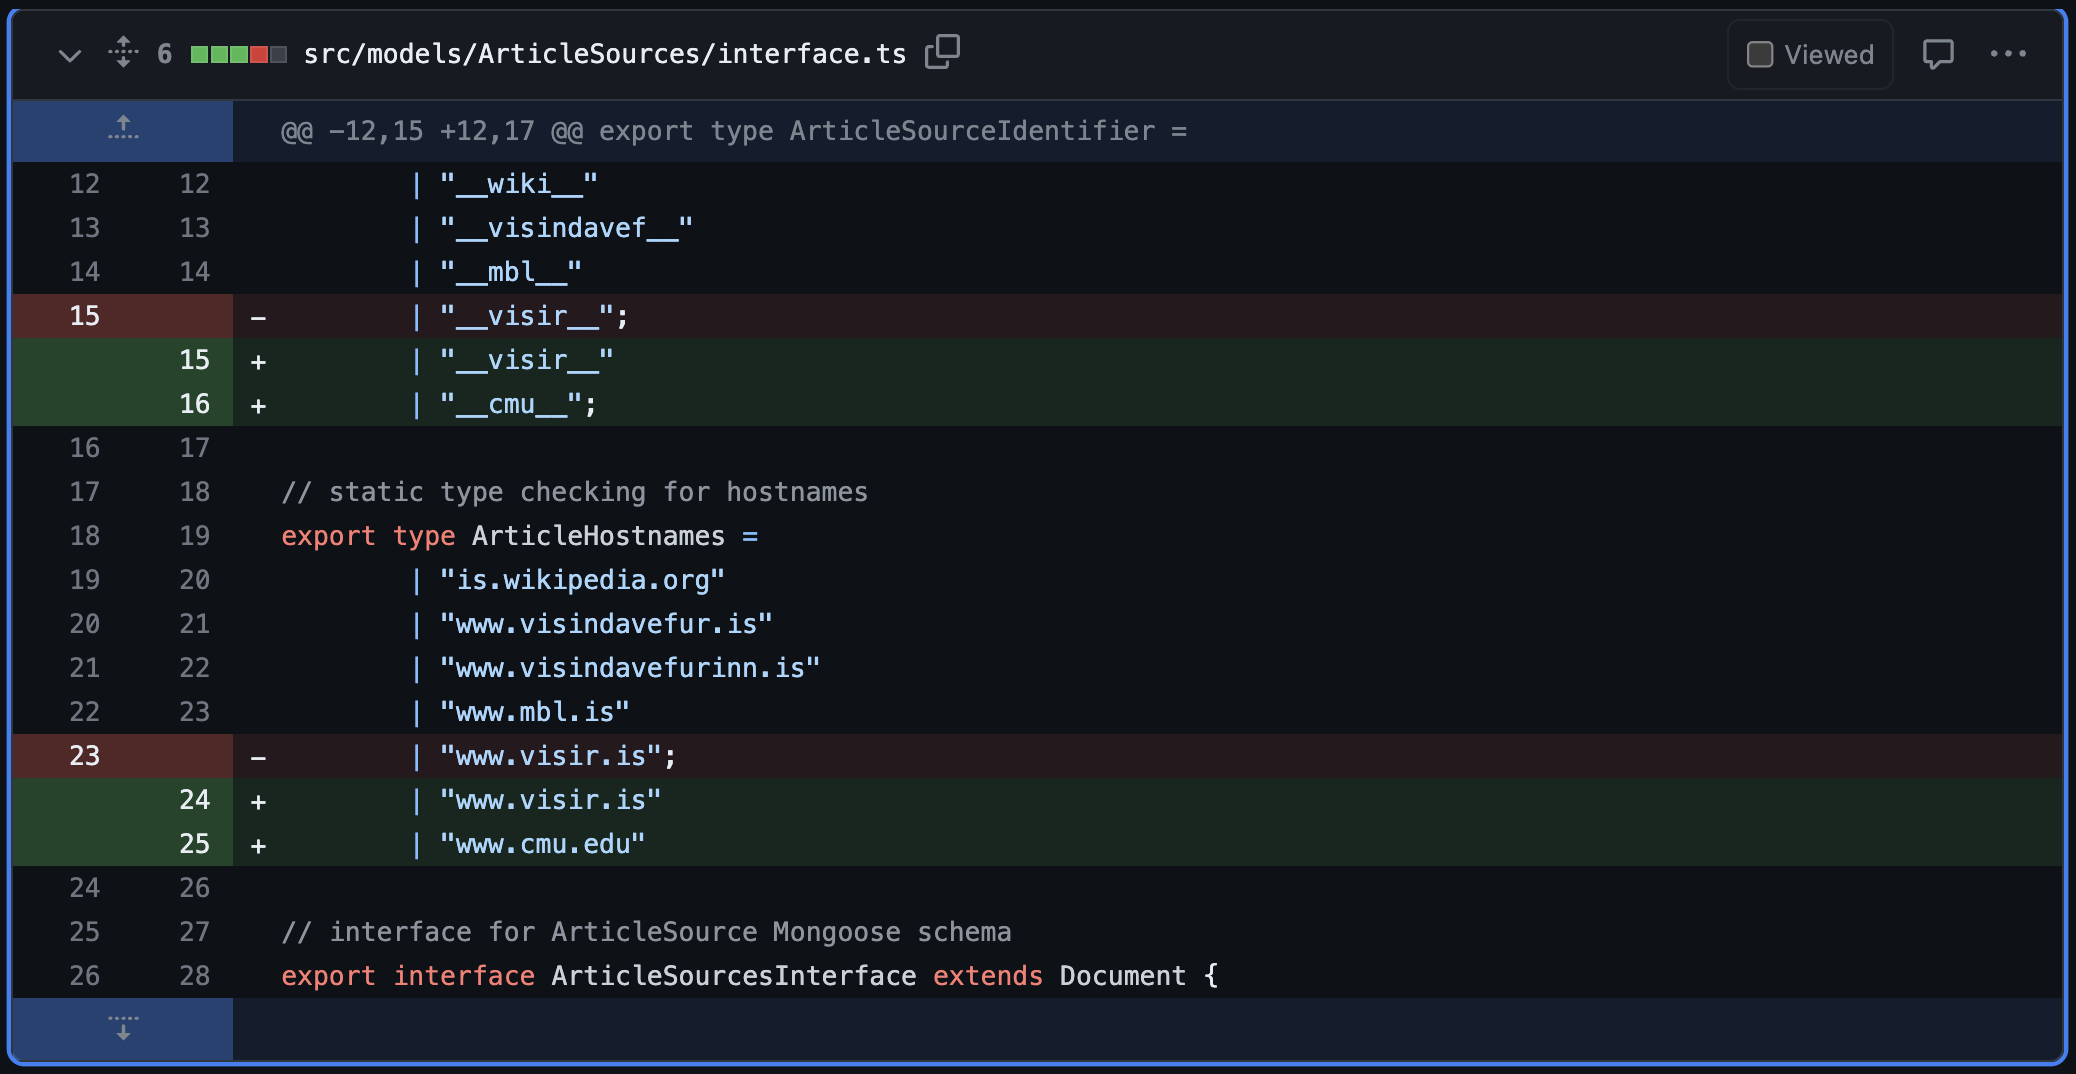 6 src/models/ArticleSources/interface.ts Viewed
@@ -12,15 +12,17 @@ export type ArticleSourceIdentifier =
12 12 | "__wiki__"
13 13 | "__visindavef__"
14 14 | "__mbl__"
15 - | "__visir__";
15 + | "__visir__"
16 + | "__cmu__";
16 17
17 18 // static type checking for hostnames
18 19 export type ArticleHostnames =
19 20 | "is.wikipedia.org"
20 21 | "www.visindavefur.is"
21 22 | "www.visindavefurinn.is"
22 23 | "www.mbl.is"
23 - | "www.visir.is";
24 + | "www.visir.is"
25 + | "www.cmu.edu"
24 26
25 27 // interface for ArticleSource Mongoose schema
26 28 export interface ArticleSourcesInterface extends Document {